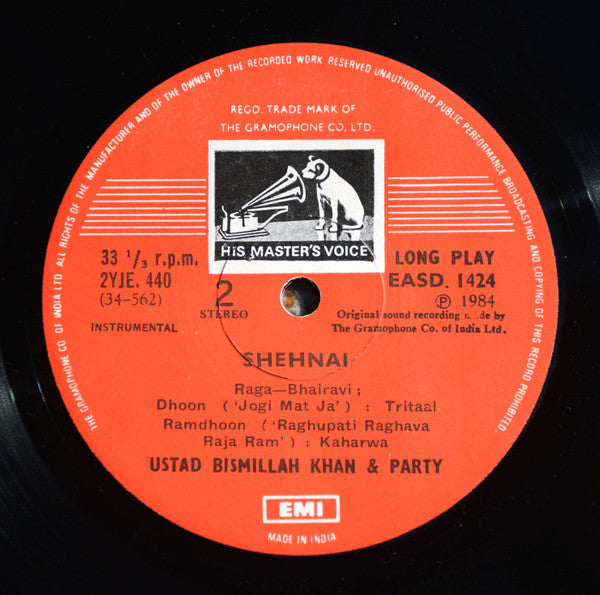 THE GRAMOPHONE CO. OF INDIA LTD. ALL RIGHTS OF THE MANUFACTURER AND OF THE OWNER OF THE RECORDED WORK RESERVED UNAUTHORISED PUBLIC PERFORMANCE BROADCASTING AND COPYING OF THIS RECORD PROHIBITED.
REGD. TRADE MARK OF
THE GRAMOPHONE CO. LTD.
HIS MASTER'S VOICE
33 1/3 r.p.m.
2YJE. 440
(34-562)
INSTRUMENTAL
2
STEREO
LONG PLAY
EASD. 1424
℗ 1984
Original sound recording by
The Gramophone Co. of India Ltd.
SHEHNAI
Raga—Bhairavi ;
Dhoon ( 'Jogi Mat Ja' ) : Tritaal
Ramdhoon ( 'Raghupati Raghava
Raja Ram' ) : Kaharwa
USTAD BISMILLAH KHAN & PARTY
EMI
MADE IN INDIA